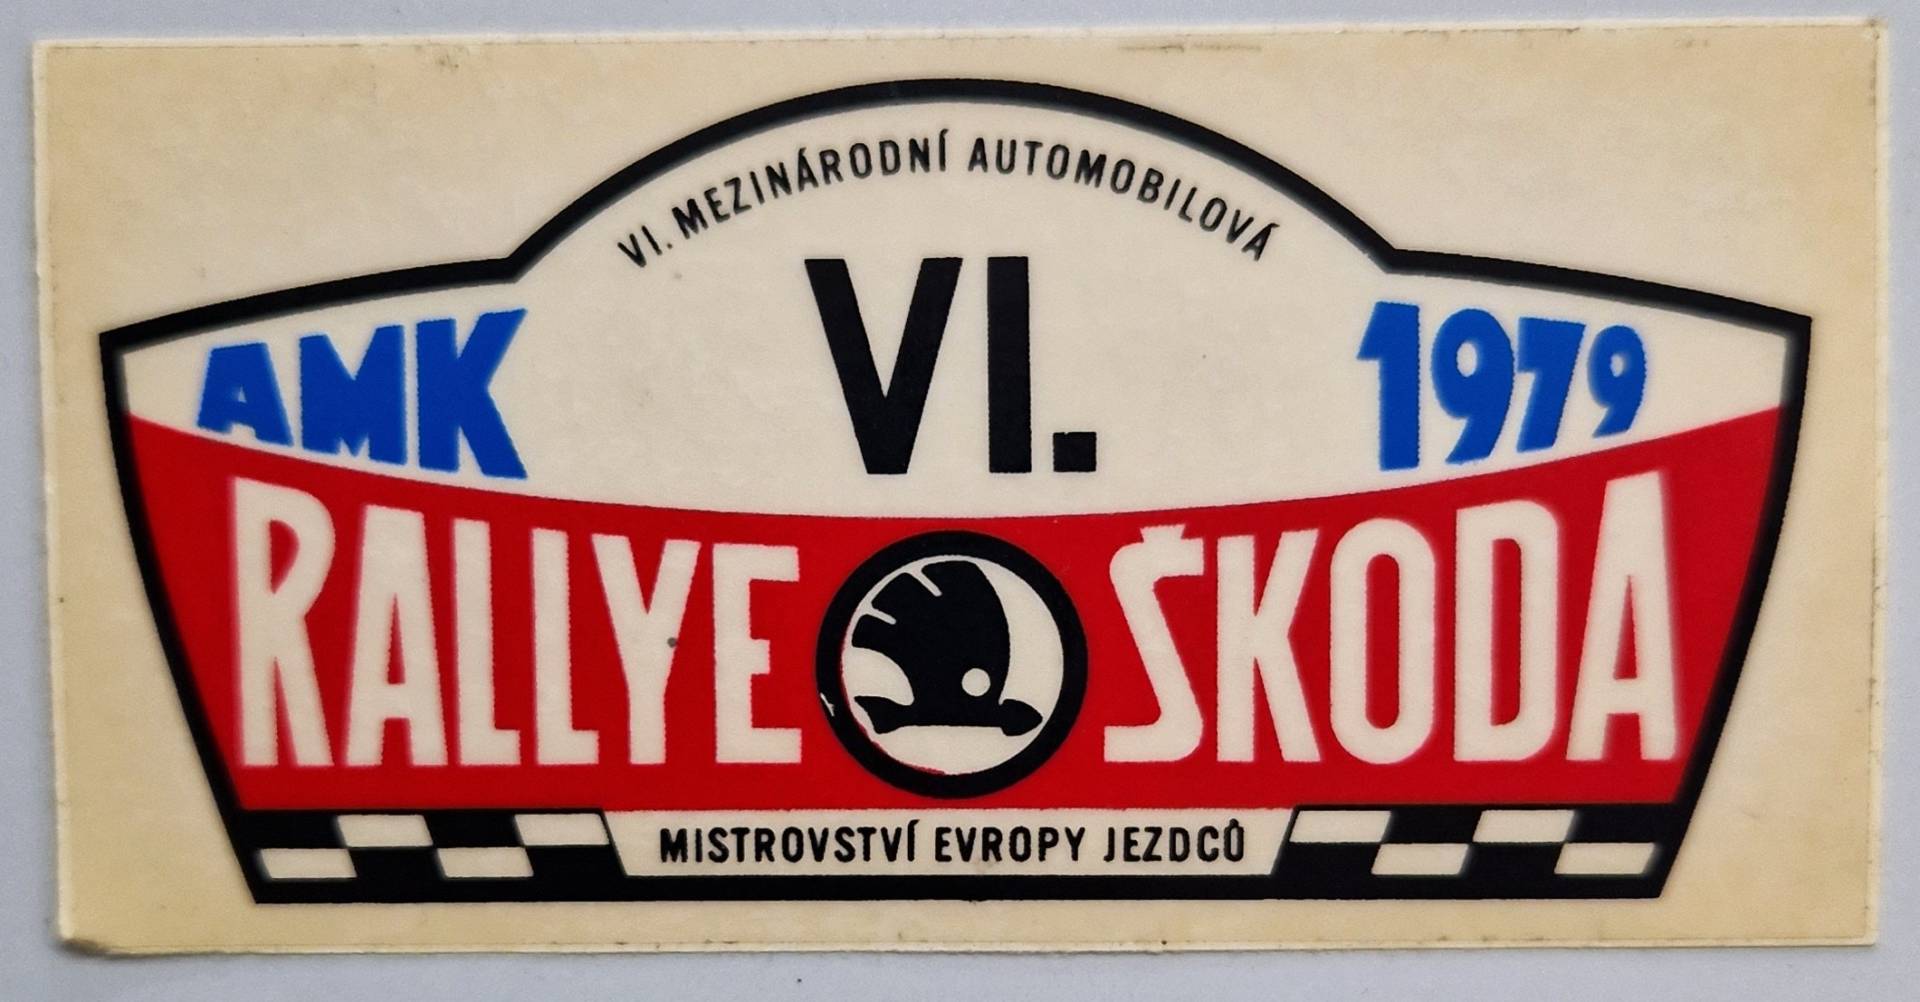 VI. MEZINÁRODNÍ AUTOMOBILOVÁ
AMK VI. 1979
RALLYE ŠKODA
MISTROVSTVÍ EVROPY JEZDCŮ